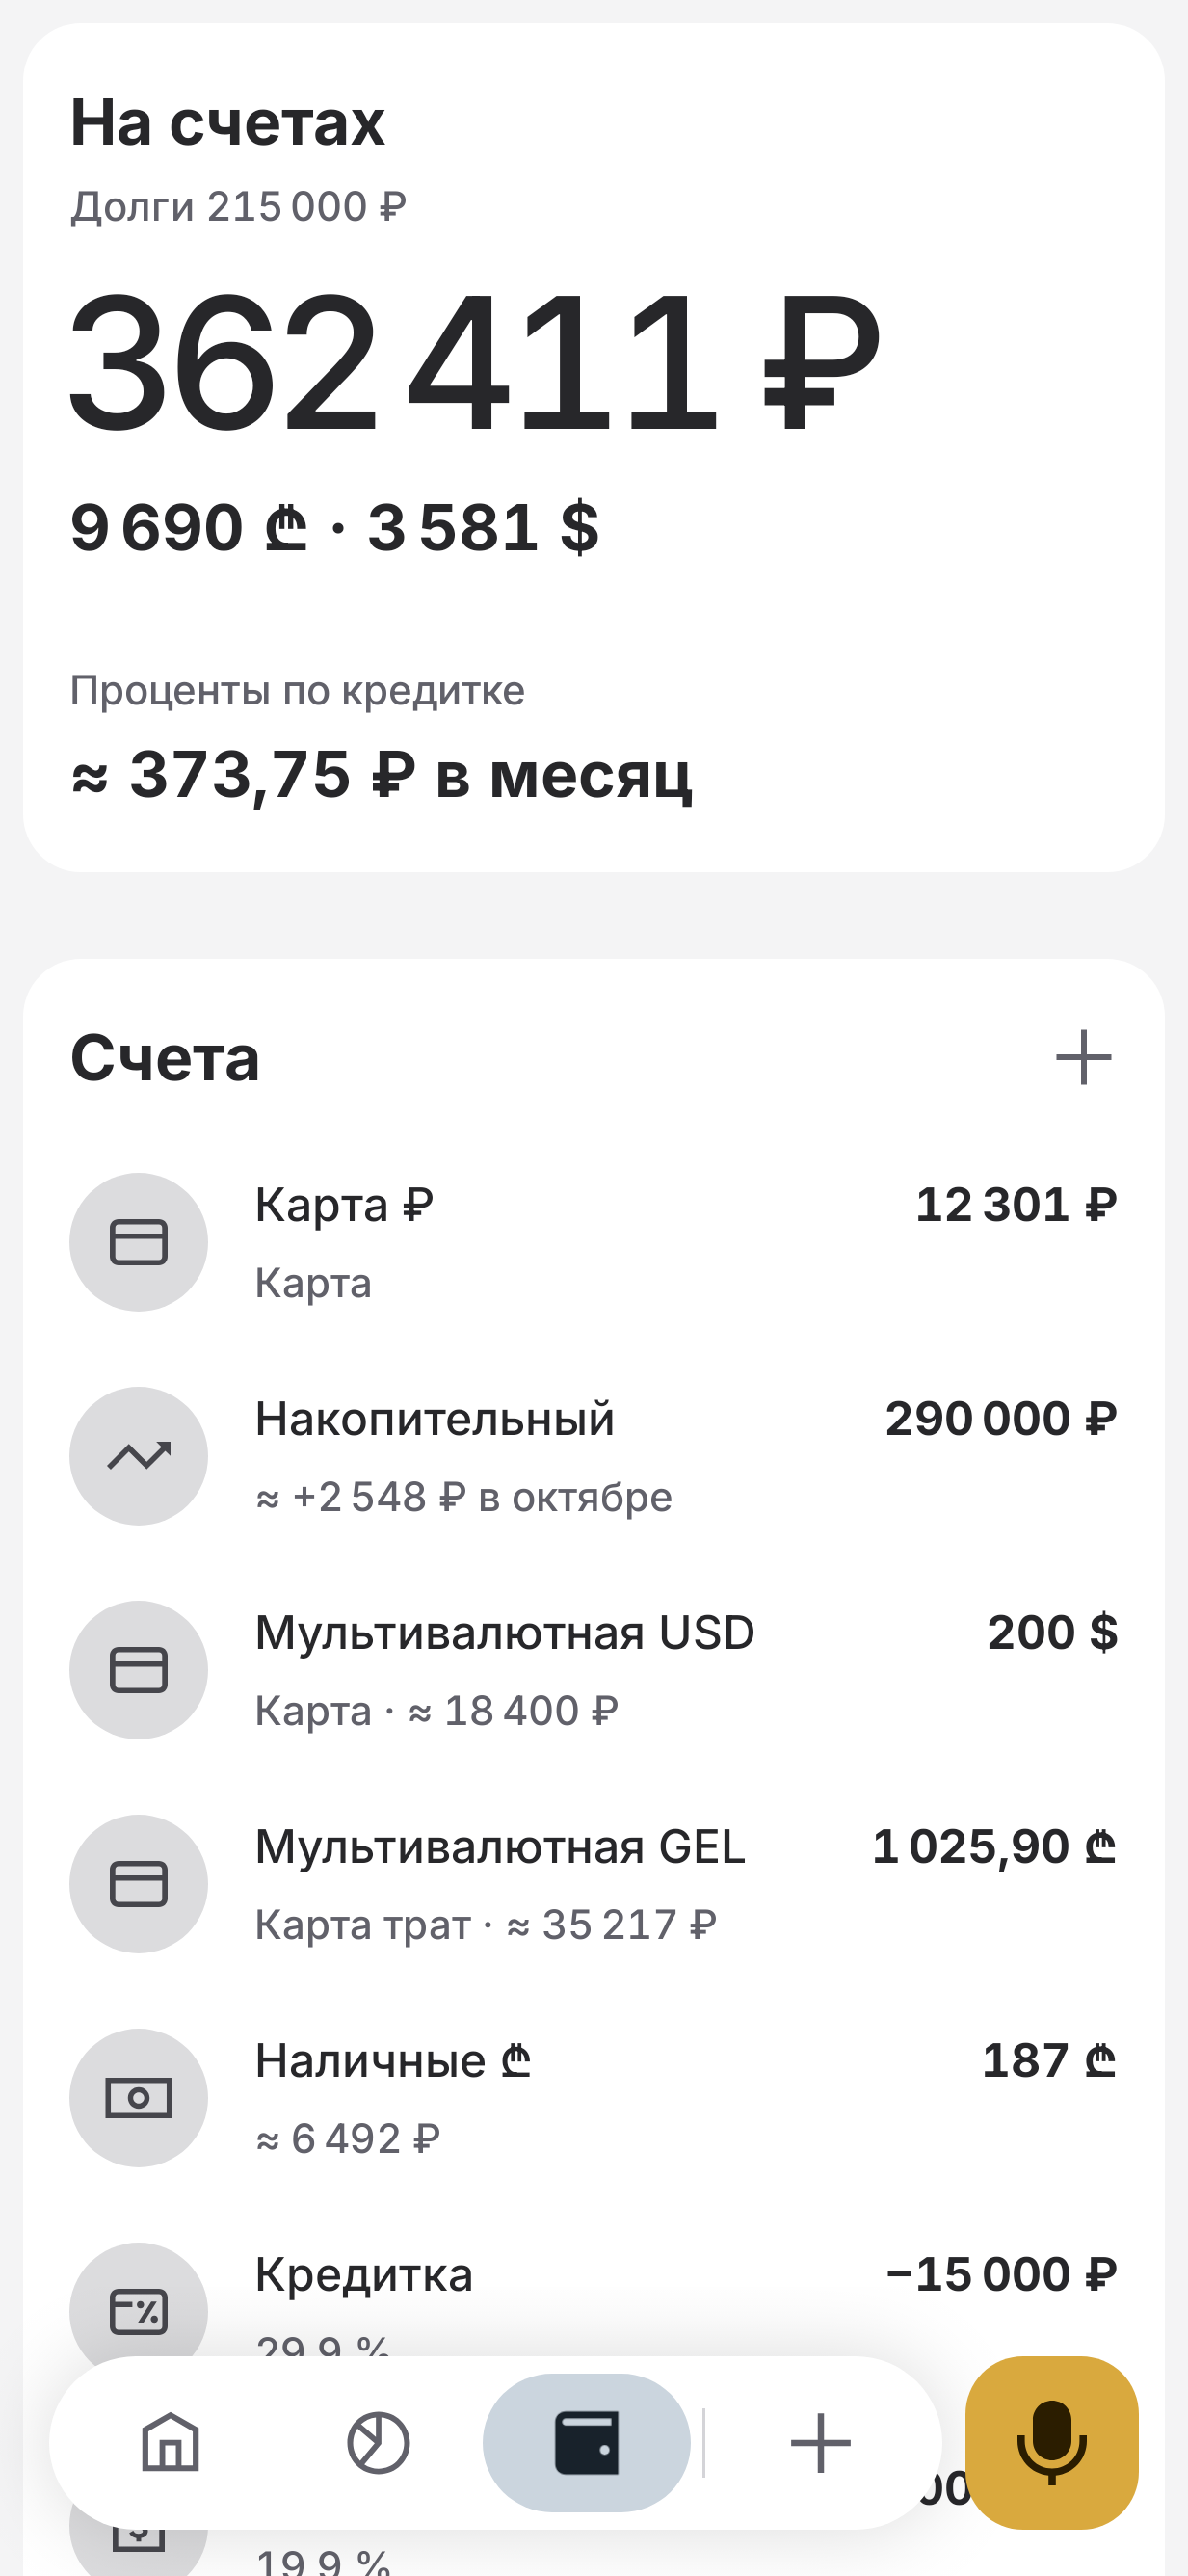 На счетах
Долги 215 000 ₽
362 411 ₽
9 690 ₾ · 3 581 $
Проценты по кредитке
≈ 373,75 ₽ в месяц
Счета
Карта ₽
12 301 ₽
Карта
Накопительный
290 000 ₽
≈ +2 548 ₽ в октябре
Мультивалютная USD
200 $
Карта · ≈ 18 400 ₽
Мультивалютная GEL
1 025,90 ₾
Карта трат · ≈ 35 217 ₽
Наличные ₾
187 ₾
≈ 6 492 ₽
Кредитка
−15 000 ₽
29,9 %
19,9 %